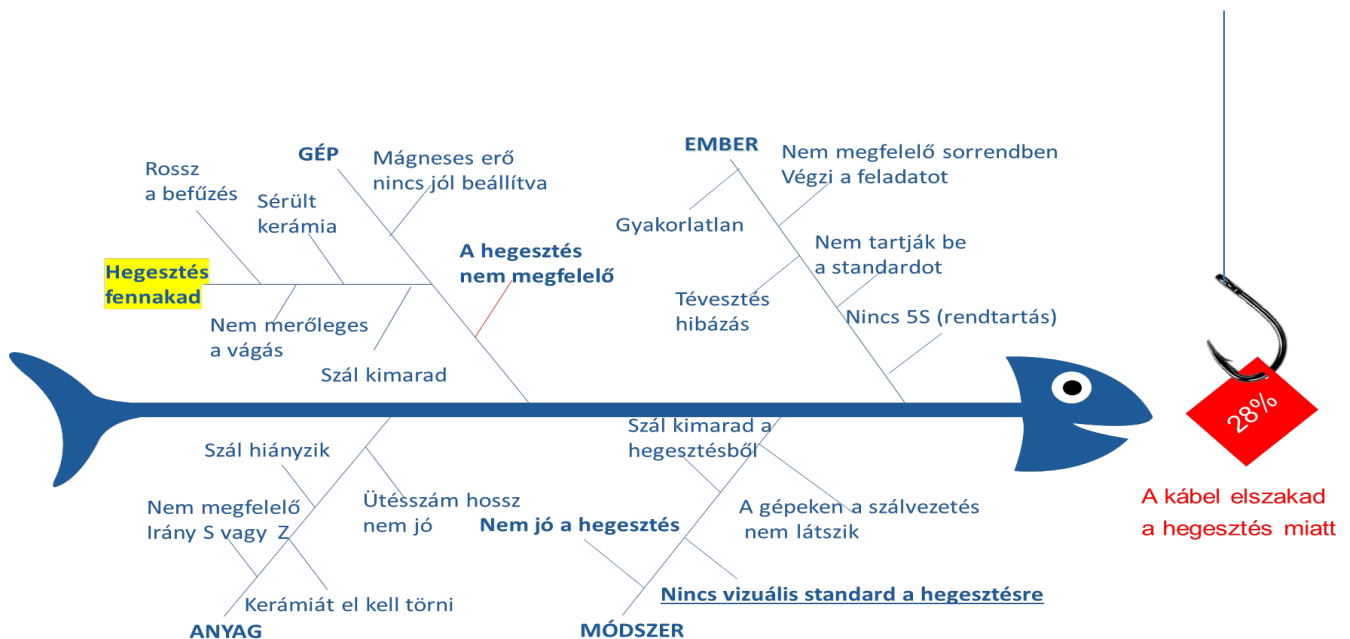 GÉP
Mágneses erő
nincs jól beállítva
Rossz
a befűzés
Sérült
kerámia
A hegesztés
nem megfelelő
Hegesztés
fennakad
Nem merőleges
a vágás
Szál kimarad
EMBER
Nem megfelelő sorrendben
Végzi a feladatot
Gyakorlatlan
Nem tartják be
a standardot
Tévesztés
hibázás
Nincs 5S (rendtartás)
28%
A kábel elszakad
a hegesztés miatt
Szál hiányzik
Nem megfelelő
Irány S vagy Z
Ütésszám hossz
nem jó
Kerámiát el kell törni
ANYAG
Szál kimarad a
hegesztésből
A gépeken a szálvezetés
nem látszik
Nem jó a hegesztés
Nincs vizuális standard a hegesztésre
MÓDSZER